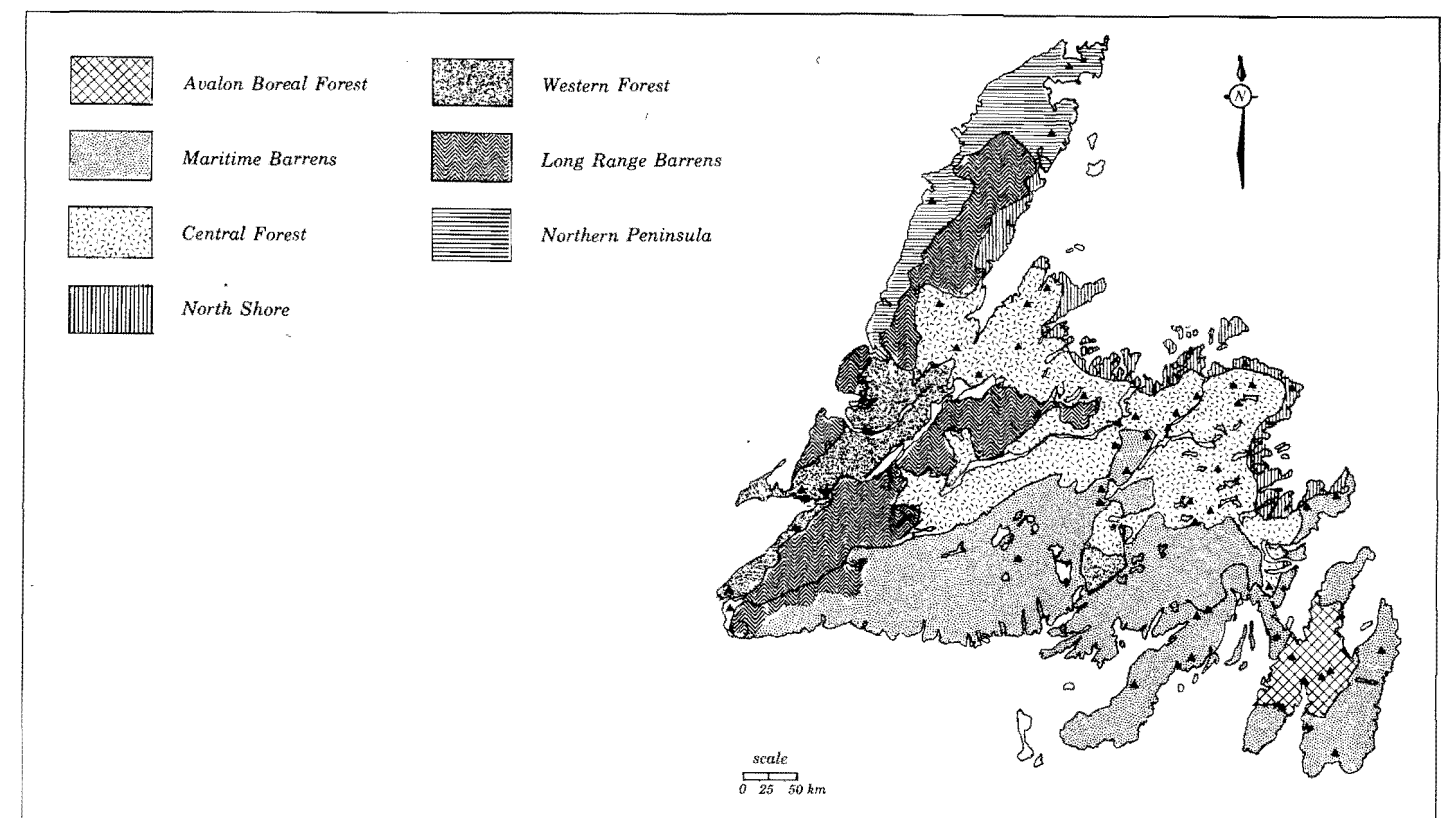 Avalon Boreal Forest
Maritime Barrens
Central Forest
North Shore
Western Forest
Long Range Barrens
Northern Peninsula
N
scale
0 25 50 km